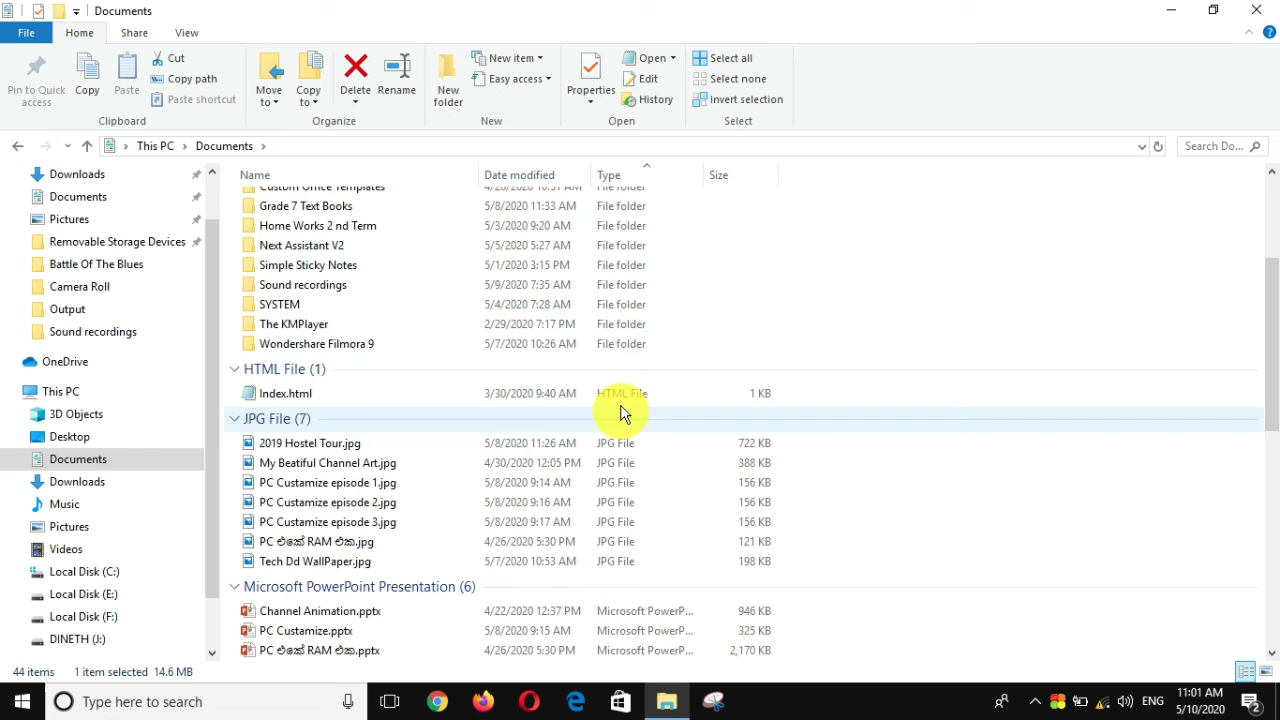 Documents
File Home Share View
Pin to Quick access
Copy
Paste
Cut
Copy path
Paste shortcut
Clipboard
Move to
Copy to
Delete
Rename
Organize
New folder
New item
Easy access
New
Properties
Open
Edit
History
Open
Select all
Select none
Invert selection
Select
This PC > Documents >
Search Do...
Downloads
Documents
Pictures
Removable Storage Devices
Battle Of The Blues
Camera Roll
Output
Sound recordings
OneDrive
This PC
3D Objects
Desktop
Documents
Downloads
Music
Pictures
Videos
Local Disk (C:)
Local Disk (E:)
Local Disk (F:)
DINETH (J:)
Name Date modified Type Size
Custom Office Templates 4/28/2020 10:51 AM File folder
Grade 7 Text Books 5/8/2020 11:33 AM File folder
Home Works 2 nd Term 5/3/2020 9:20 AM File folder
Next Assistant V2 5/5/2020 5:27 AM File folder
Simple Sticky Notes 5/1/2020 3:15 PM File folder
Sound recordings 5/9/2020 7:35 AM File folder
SYSTEM 5/4/2020 7:28 AM File folder
The KMPlayer 2/29/2020 7:17 PM File folder
Wondershare Filmora 9 5/7/2020 10:26 AM File folder
HTML File (1)
Index.html 3/30/2020 9:40 AM HTML File 1 KB
JPG File (7)
2019 Hostel Tour.jpg 5/8/2020 11:26 AM JPG File 722 KB
My Beatiful Channel Art.jpg 4/30/2020 12:05 PM JPG File 388 KB
PC Custamize episode 1.jpg 5/8/2020 9:14 AM JPG File 156 KB
PC Custamize episode 2.jpg 5/8/2020 9:16 AM JPG File 156 KB
PC Custamize episode 3.jpg 5/8/2020 9:17 AM JPG File 156 KB
PC එකේ RAM එක.jpg 4/26/2020 5:30 PM JPG File 121 KB
Tech Dd WallPaper.jpg 5/7/2020 10:53 AM JPG File 198 KB
Microsoft PowerPoint Presentation (6)
Channel Animation.pptx 4/22/2020 12:37 PM Microsoft PowerP... 946 KB
PC Custamize.pptx 5/8/2020 9:15 AM Microsoft PowerP... 325 KB
PC එකේ RAM එක.pptx 4/26/2020 5:30 PM Microsoft PowerP... 2,170 KB
44 items 1 item selected 14.6 MB
Type here to search
ENG
11:01 AM
5/10/2020
2